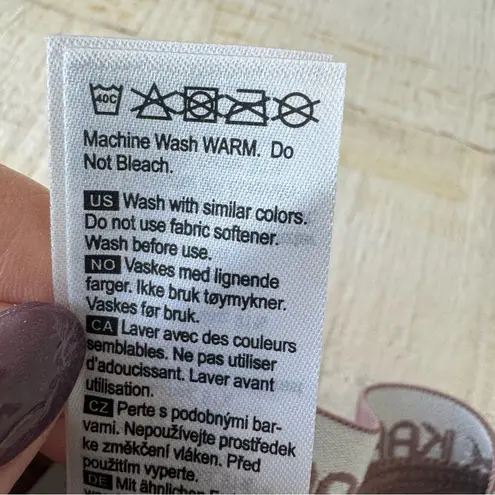 40C
Machine Wash WARM. Do
Not Bleach.
US Wash with similar colors.
Do not use fabric softener.
Wash before use.
NO Vaskes med lignende
farger. Ikke bruk tøymykner.
Vaskes før bruk.
CA Laver avec des couleurs
semblables. Ne pas utiliser
d'adoucissant. Laver avant
utilisation.
CZ Perte s podobnými bar-
vami. Nepoužívejte prostředek
ke změkčení vláken. Před
použitím vyperte.
DE Mit ähnlichen